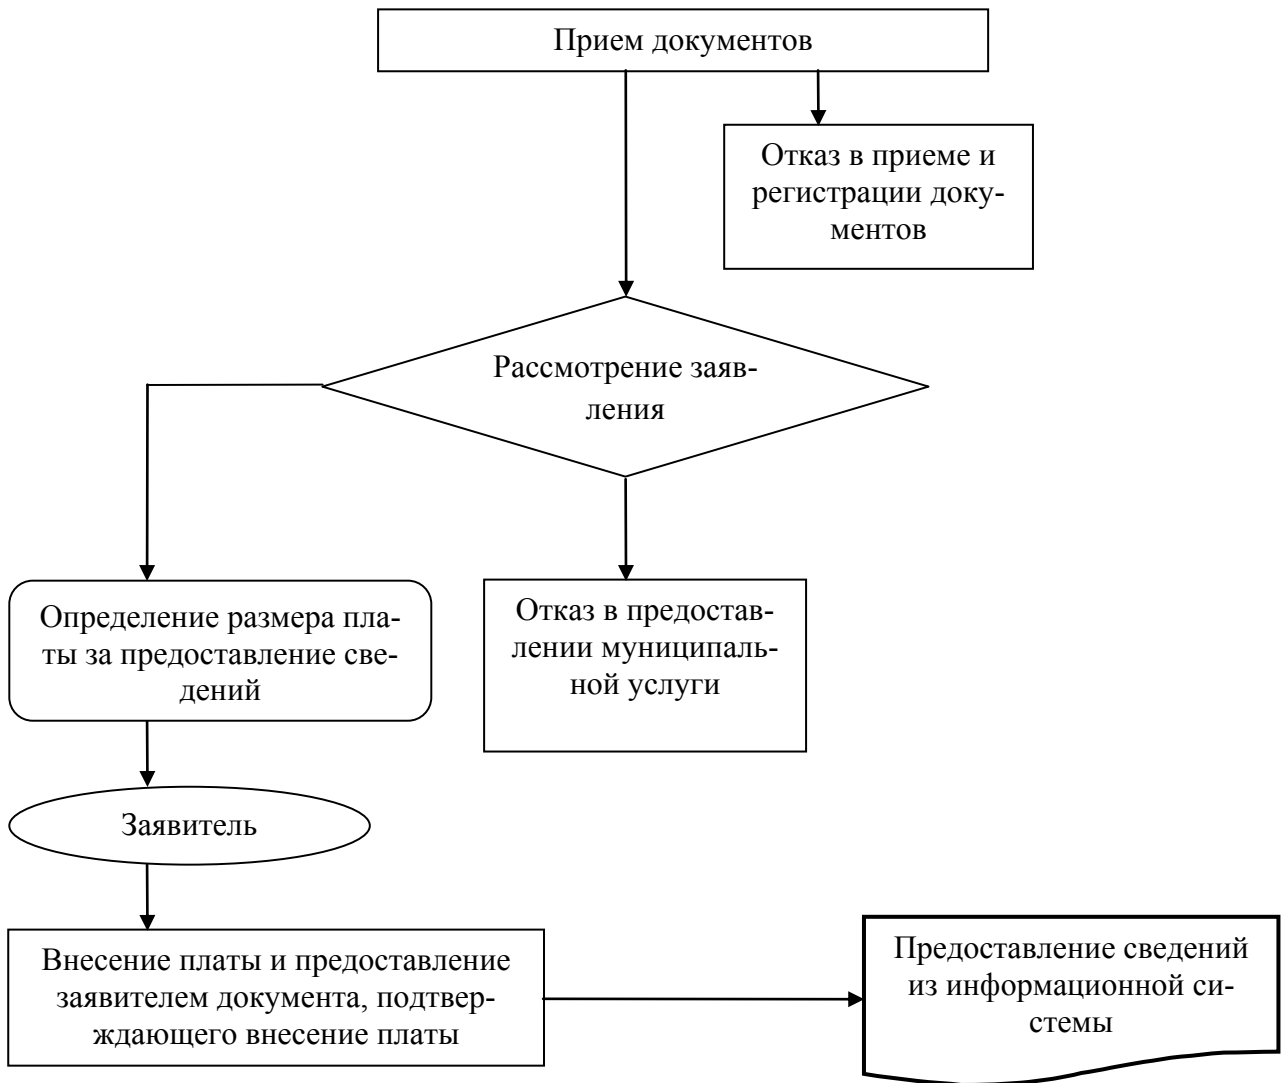 Прием документов
Отказ в приеме и
регистрации доку-
ментов
Рассмотрение заяв-
ления
Определение размера пла-
ты за предоставление све-
дений
Отказ в предостав-
лении муниципаль-
ной услуги
Заявитель
Внесение платы и предоставление
заявителем документа, подтвер-
ждающего внесение платы
Предоставление сведений
из информационной си-
стемы